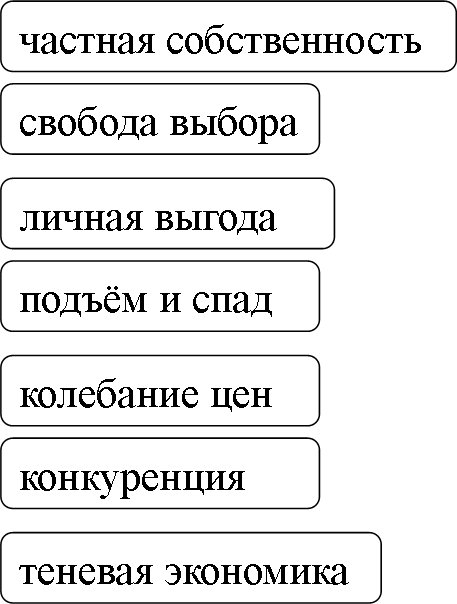 частная собственность
свобода выбора
личная выгода
подъём и спад
колебание цен
конкуренция
теневая экономика